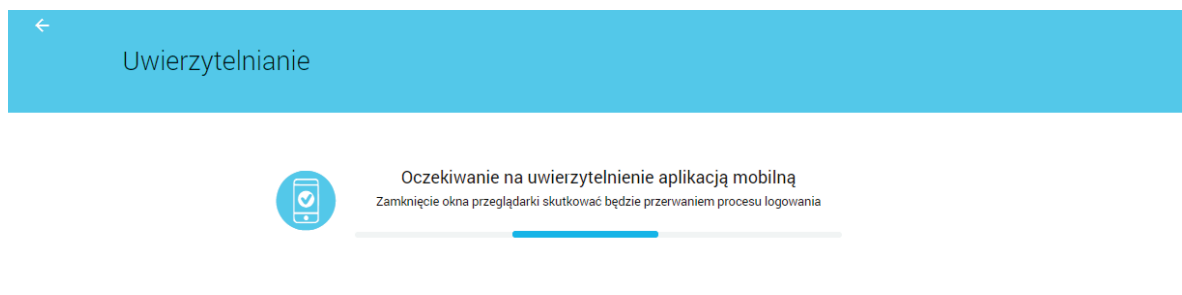 Uwierzytelnianie
Oczekiwanie na uwierzytelnienie aplikacją mobilną
Zamknięcie okna przeglądarki skutkować będzie przerwaniem procesu logowania